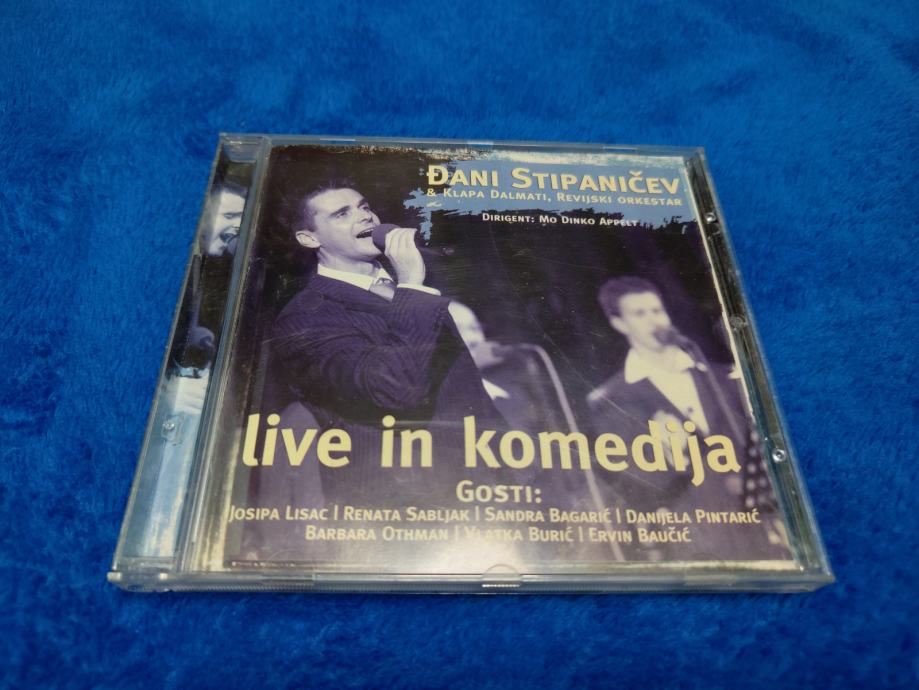 ĐANI STIPANIČEV
& KLAPA DALMATI, REVIJSKI ORKESTAR
DIRIGENT: MO DINKO APPELT
live in komedija
GOSTI:
JOSIPA LISAC | RENATA SABLJAK | SANDRA BAGARIĆ | DANIJELA PINTARIĆ
BARBARA OTHMAN | VLATKA BURIĆ | ERVIN BAUČIĆ